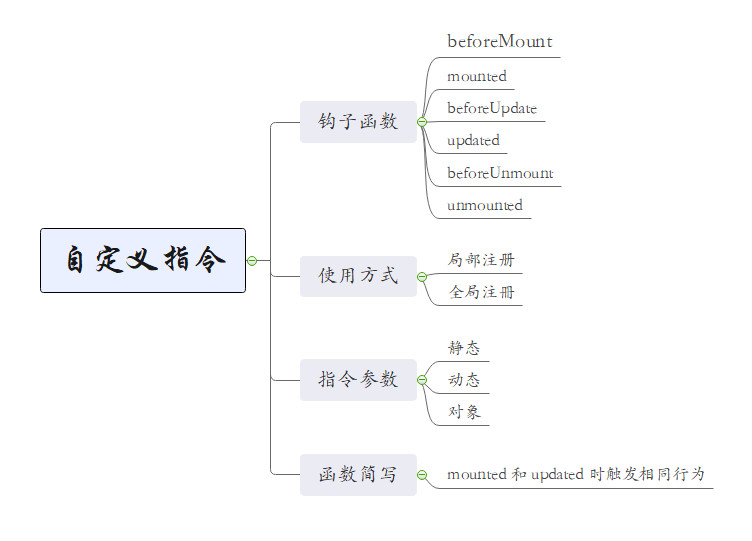 自定义指令
钩子函数
beforeMount
mounted
beforeUpdate
updated
beforeUnmount
unmounted
使用方式
局部注册
全局注册
指令参数
静态
动态
对象
函数简写
mounted 和 updated 时触发相同行为